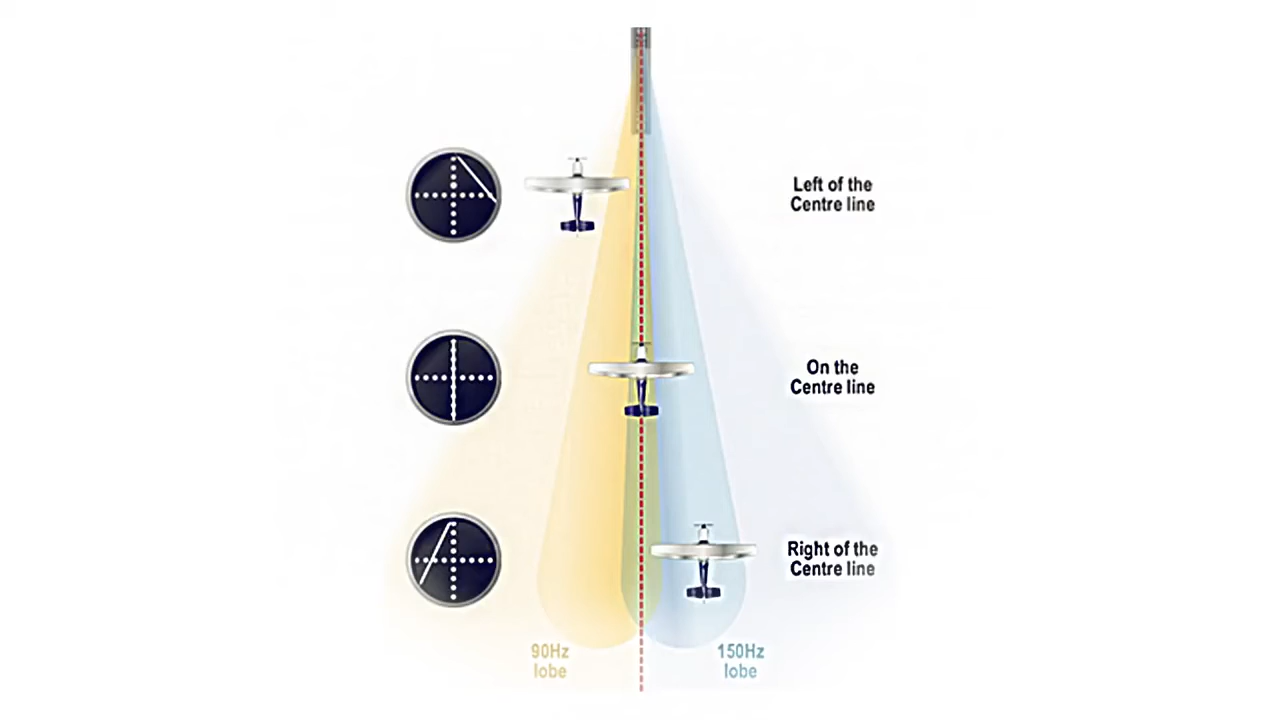 Left of the
Centre line
On the
Centre line
Right of the
Centre line
90Hz
lobe
150Hz
lobe